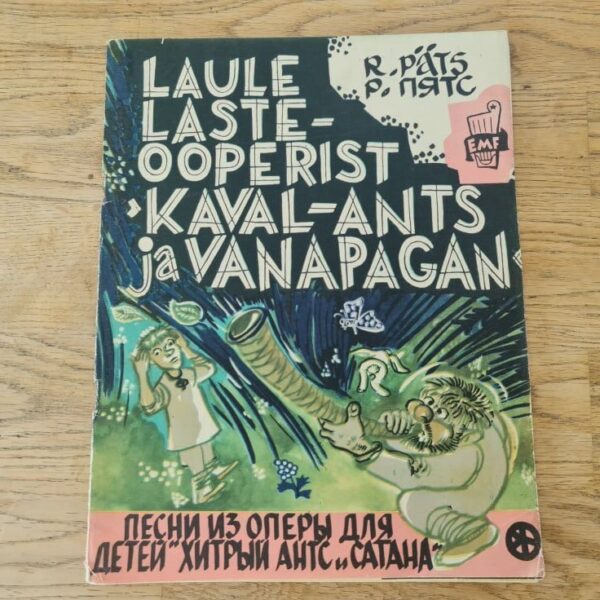 R. PÄTS
Р. ПЯТС
EMF
LAULE
LASTE-
OOPERIST
"KAVAL-ANTS
ja VANAPAGAN"
ПЕСНИ ИЗ ОПЕРЫ ДЛЯ
ДЕТЕЙ "ХИТРЫЙ АНТС И САТАНА"